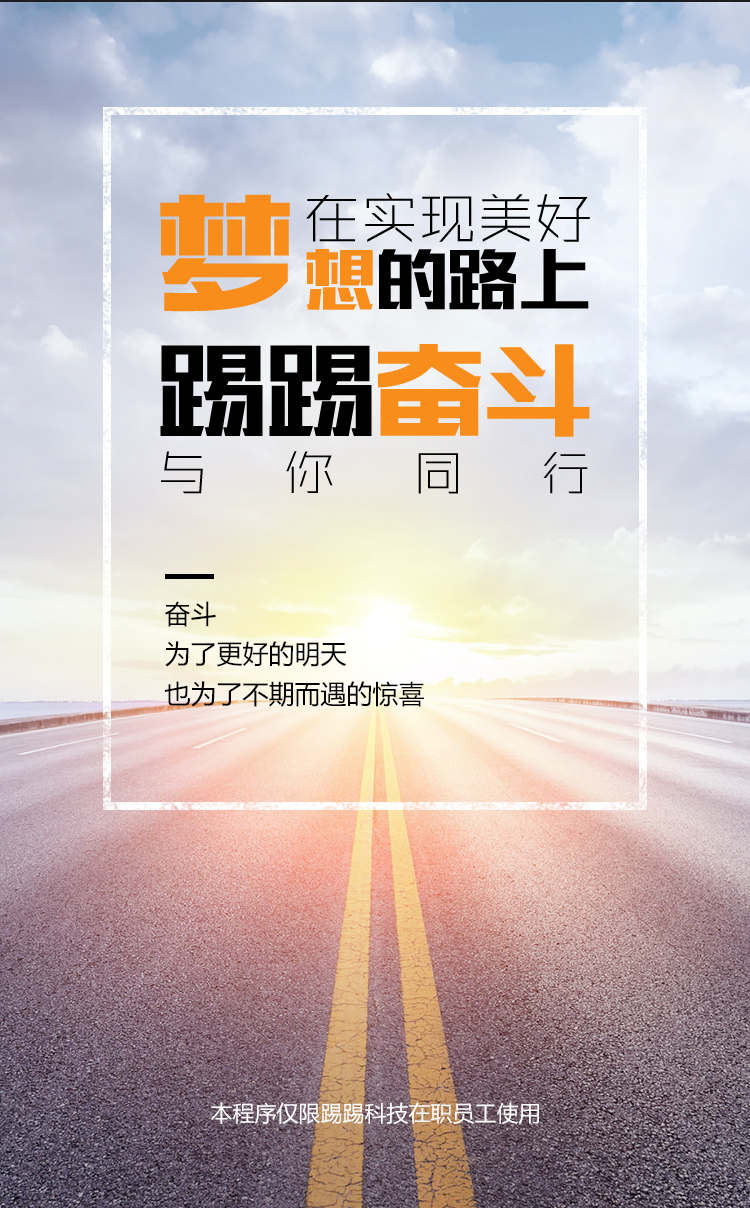 在实现美好
梦想的路上
踢踢奋斗
与你同行
奋斗
为了更好的明天
也为了不期而遇的惊喜
本程序仅限踢踢科技在职员工使用